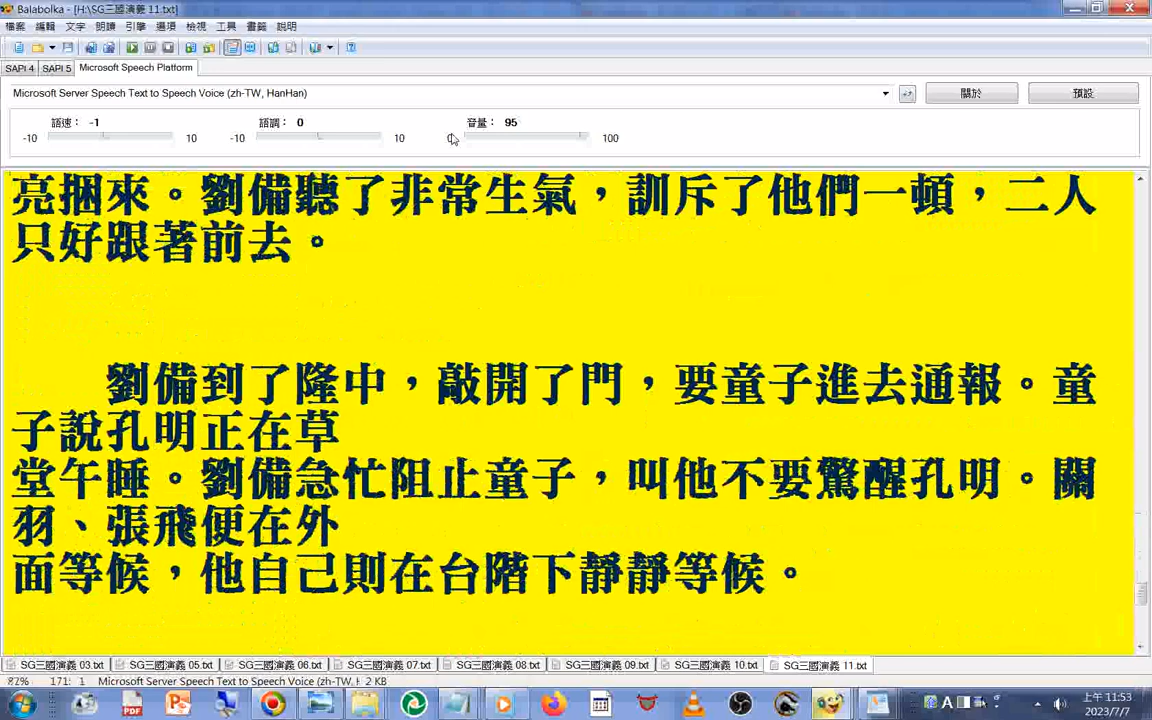 Balabolka - [H:\SG三國演義 11.txt]
檔案 編輯 文字 朗讀 引擎 選項 檢視 工具 書籤 說明
SAPI 4 SAPI 5 Microsoft Speech Platform
Microsoft Server Speech Text to Speech Voice (zh-TW, HanHan) 關於 預設
語速： -1 語調： 0 音量： 95
-10 10 -10 10 0 100
亮捆來。劉備聽了非常生氣，訓斥了他們一頓，二人
只好跟著前去。
劉備到了隆中，敲開了門，要童子進去通報。童
子說孔明正在草
堂午睡。劉備急忙阻止童子，叫他不要驚醒孔明。關
羽、張飛便在外
面等候，他自己則在台階下靜靜等候。
SG三國演義 03.txt SG三國演義 05.txt SG三國演義 06.txt SG三國演義 07.txt SG三國演義 08.txt SG三國演義 09.txt SG三國演義 10.txt SG三國演義 11.txt
171: 1 Microsoft Server Speech Text to Speech Voice (zh-TW, H 2 KB
上午 11:53
2023/7/7